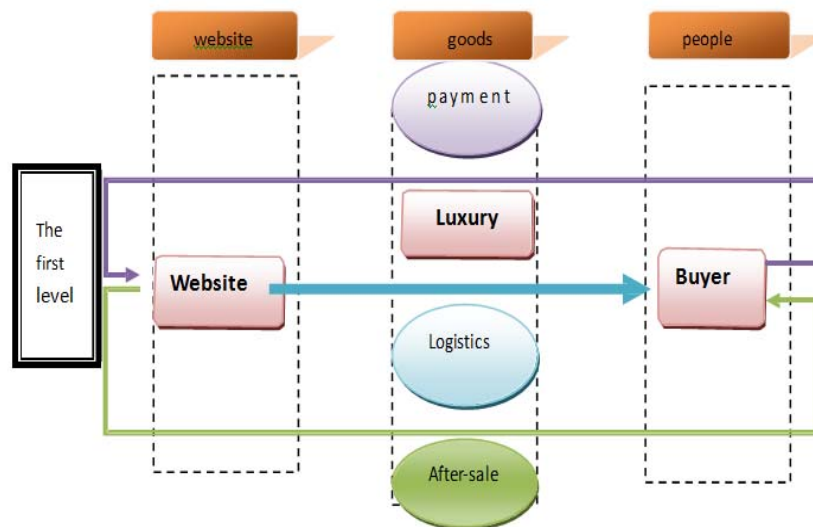 website
goods
people
payment
The
first
level
Luxury
Website
Buyer
Logistics
After-sale